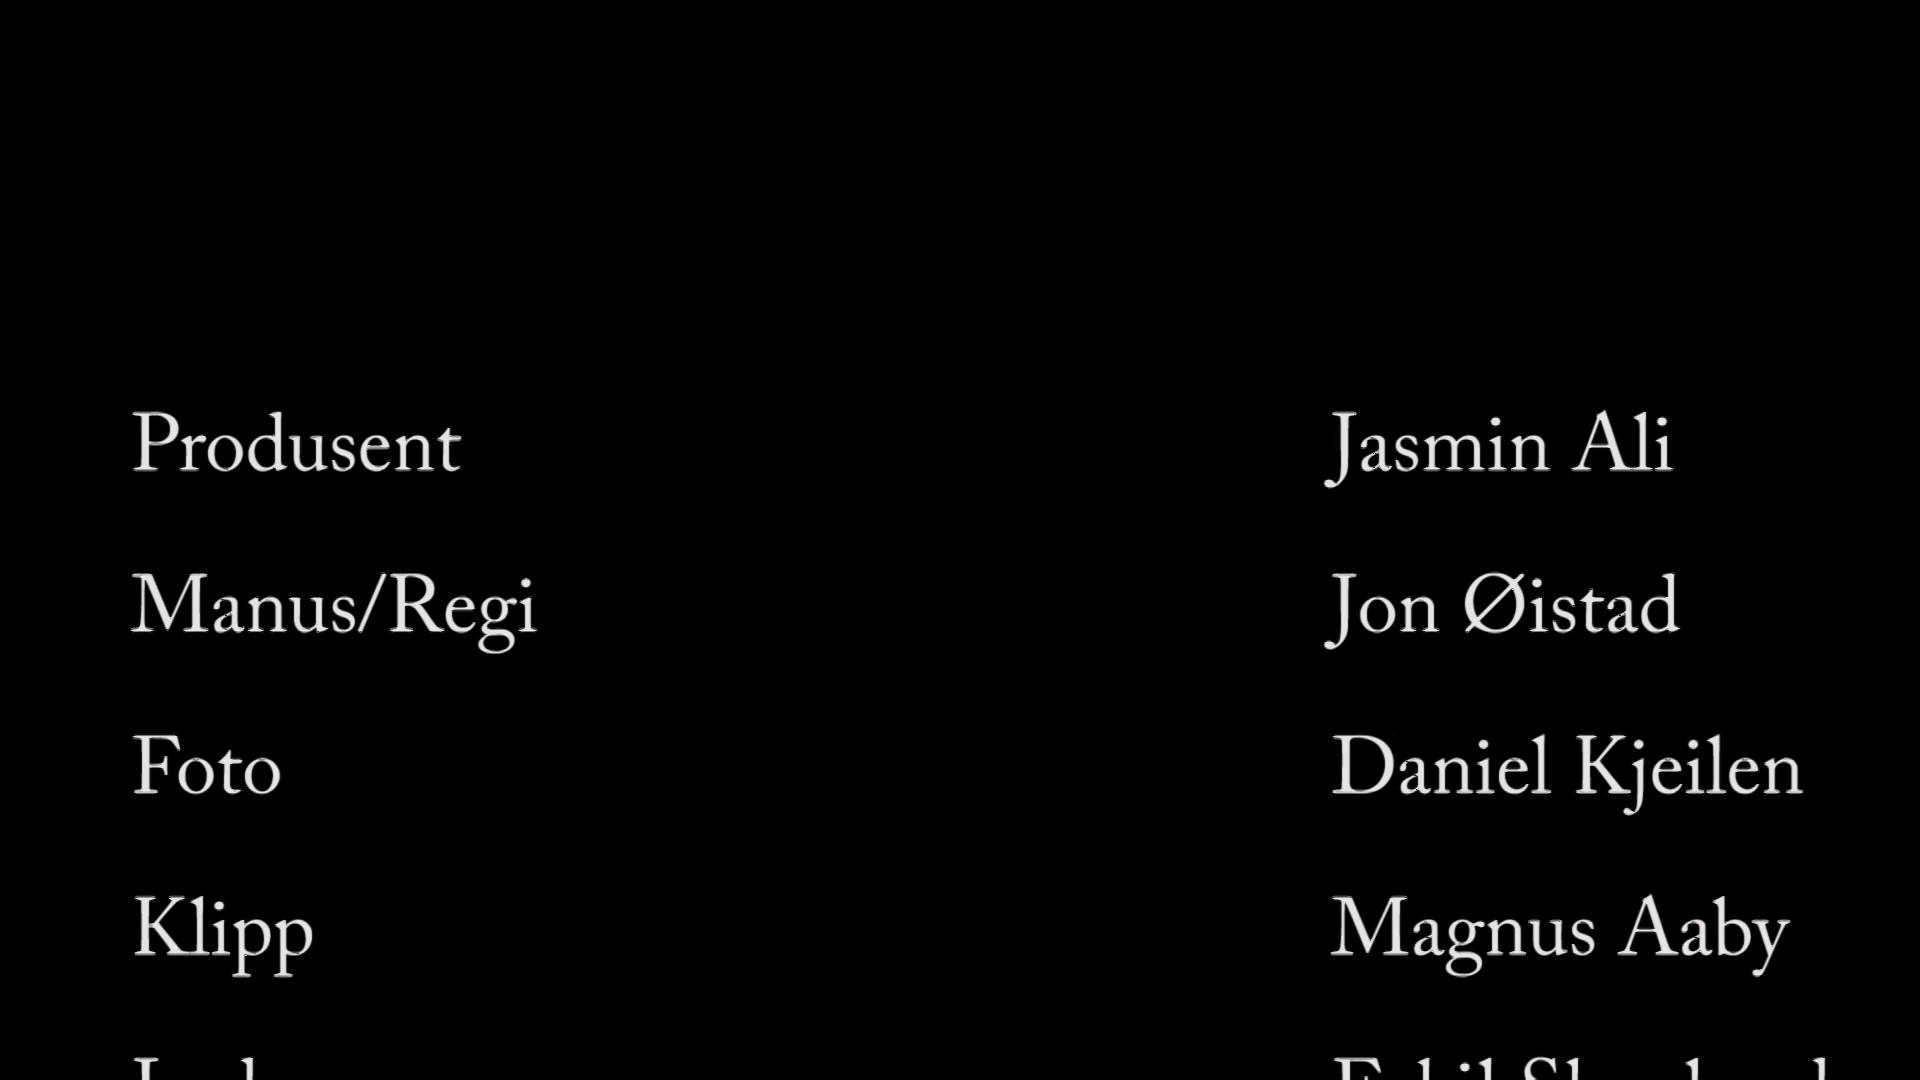 Produsent Jasmin Ali
Manus/Regi Jon Øistad
Foto Daniel Kjeilen
Klipp Magnus Aaby